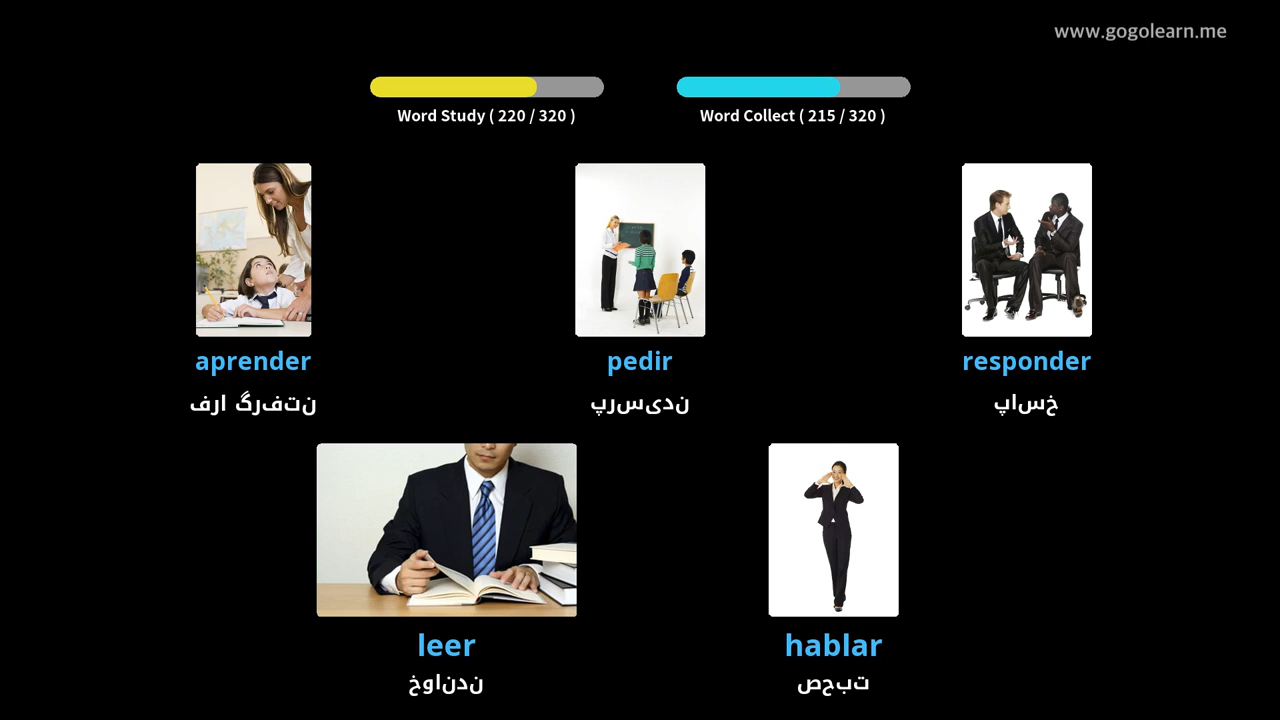 www.gogolearn.me
Word Study ( 220 / 320 )
Word Collect ( 215 / 320 )
aprender
pedir
responder
فرا گرفتن
پرسیدن
پاسخ
leer
hablar
خواندن
صحبت